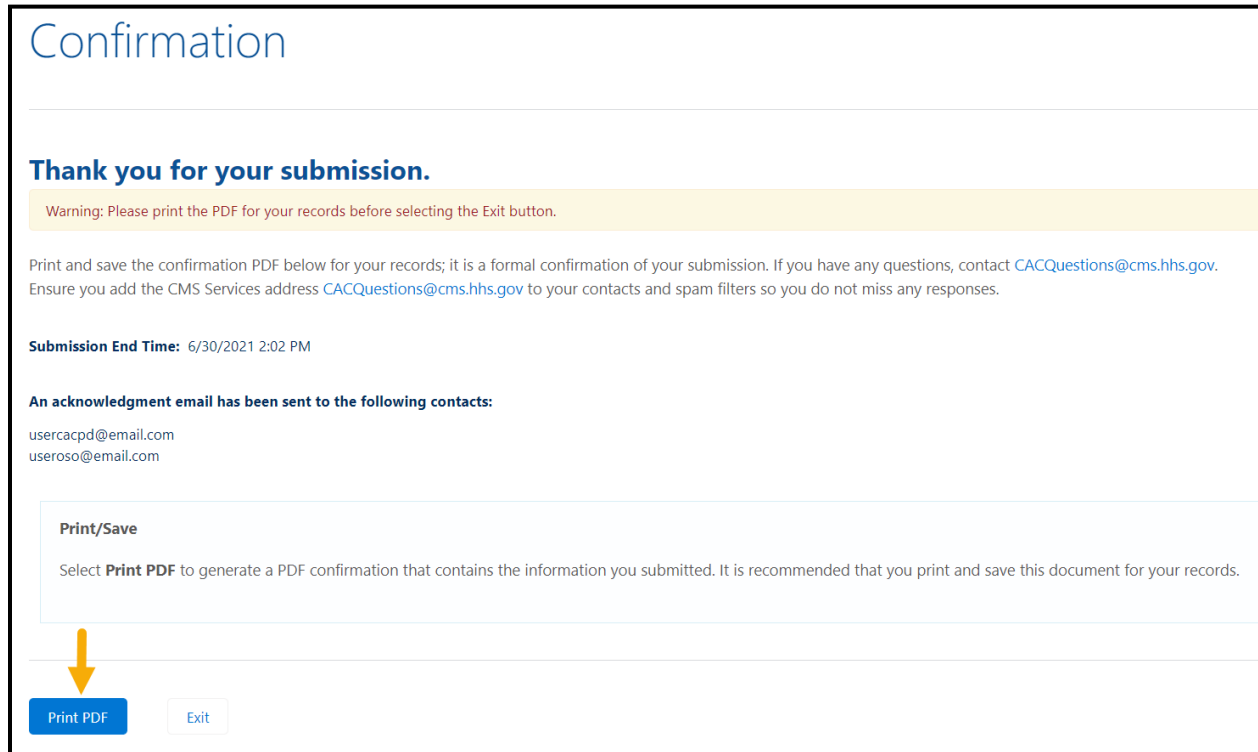 Confirmation
Thank you for your submission.
Warning: Please print the PDF for your records before selecting the Exit button.
Print and save the confirmation PDF below for your records; it is a formal confirmation of your submission. If you have any questions, contact CACQuestions@cms.hhs.gov.
Ensure you add the CMS Services address CACQuestions@cms.hhs.gov to your contacts and spam filters so you do not miss any responses.
Submission End Time: 6/30/2021 2:02 PM
An acknowledgment email has been sent to the following contacts:
usercacpd@email.com
useroso@email.com
Print/Save
Select Print PDF to generate a PDF confirmation that contains the information you submitted. It is recommended that you print and save this document for your records.
Print PDF Exit